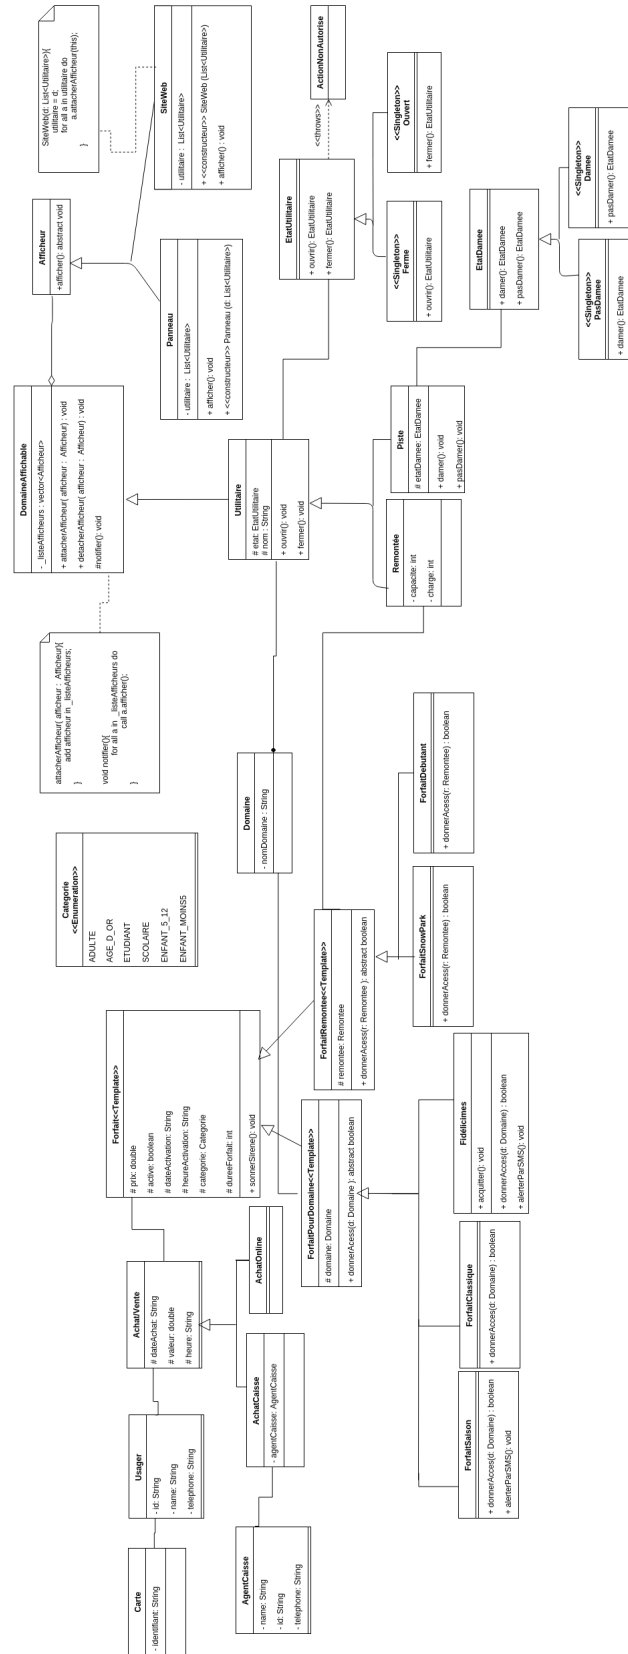 Carte
- identifiant: String
Usager
- id: String
- name: String
- telephone: String
Achat/Vente
# dateAchat: String
# valeur: double
# heure: String
AgentCaisse
- name: String
- id: String
- telephone: String
AchatCaisse
- agentCaisse: AgentCaisse
AchatOnline
Forfait<<Template>>
# prix: double
# active: boolean
# dateActivation: String
# heureActivation: String
# categorie: Categorie
# dureeForfait: int
+ sonnerSirene(): void
ForfaitPourDomaine<<Template>>
# domaine: Domaine
+ donnerAcess(d: Domaine ): abstract boolean
ForfaitRemontee<<Template>>
# remontee: Remontee
+ donnerAcess(r: Remontee ): abstract boolean
ForfaitSaison
+ donnerAcces(d: Domaine) : boolean
+ alerterParSMS(): void
ForfaitClassique
+ donnerAcces(d: Domaine) : boolean
Fidélicimes
+ acquitter(): void
+ donnerAcces(d: Domaine) : boolean
+ alerterParSMS(): void
ForfaitSnowPark
+ donnerAcess(r: Remontee) : boolean
ForfaitDebutant
+ donnerAcess(r: Remontee) : boolean
Categorie
<<Enumeration>>
ADULTE
AGE_D_OR
ETUDIANT
SCOLAIRE
ENFANT_5_12
ENFANT_MOINS5
Domaine
- nomDomaine : String
attacherAfficheur( afficheur :  Afficheur){
add afficheur in _listeAfficheurs;
}
void notifier(){
for all a in  _listeAfficheurs do
call a.afficher();
}
DomaineAffichable
- _listeAfficheurs : vector<Afficheur>
+ attacherAfficheur( afficheur :  Afficheur) : void
+ detacherAfficheur( afficheur :  Afficheur) : void
#notifier(): void
Utilitaire
# etat: EtatUtilitaire
# nom : String
+ ouvrir(): void
+ fermer(): void
Remontée
- capacite: int
- charge: int
Piste
# etatDamee: EtatDamee
+ damer(): void
+ pasDamer(): void
Afficheur
+afficher(): abstract void
Panneau
- utilitaire :  List<Utilitaire>
+ afficher(): void
+ <<constructeur>> Panneau (d: List<Utilitaire>)
SiteWeb
- utilitaire :  List<Utilitaire>
+ <<constructeur>> SiteWeb (List<Utilitaire>)
+ afficher() : void
SiteWeb(d: List<Utilitaire>){
utilitaire = d;
for all a in utilitaire do
a.attacherAfficheur(this);
}
EtatUtilitaire
+ ouvrir(): EtatUtilitaire
+ fermer(): EtatUtilitaire
<<throws>>
ActionNonAutorise
<<Singleton>>
Ferme
+ ouvrir(): EtatUtilitaire
<<Singleton>>
Ouvert
+ fermer(): EtatUtilitaire
EtatDamee
+ damer(): EtatDamee
+ pasDamer(): EtatDamee
<<Singleton>>
PasDamee
+ damer(): EtatDamee
<<Singleton>>
Damee
+ pasDamer(): EtatDamee